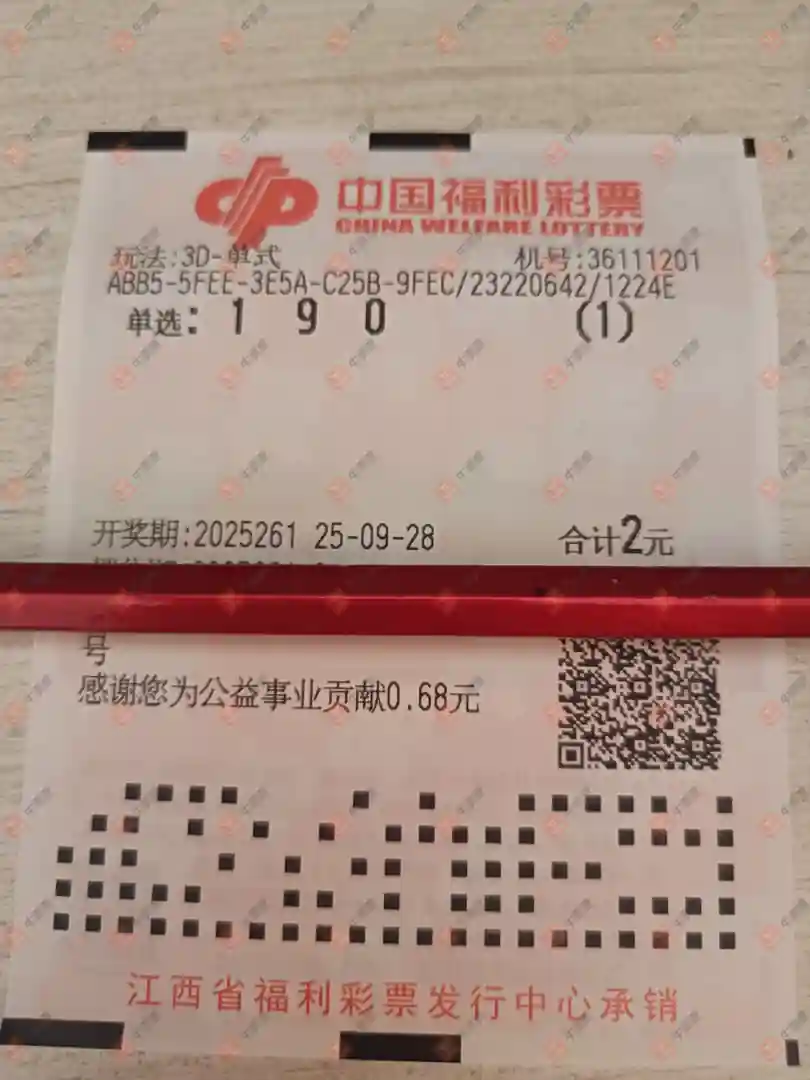 中国福利彩票
CHINA WELFARE LOTTERY
玩法:3D-单式 机号:36111201
ABB5-5FEE-3E5A-C25B-9FEC/23220642/1224E
单选: 1 9 0 (1)
开奖期:2025261 25-09-28 合计2元
号
感谢您为公益事业贡献0.68元
江西省福利彩票发行中心承销